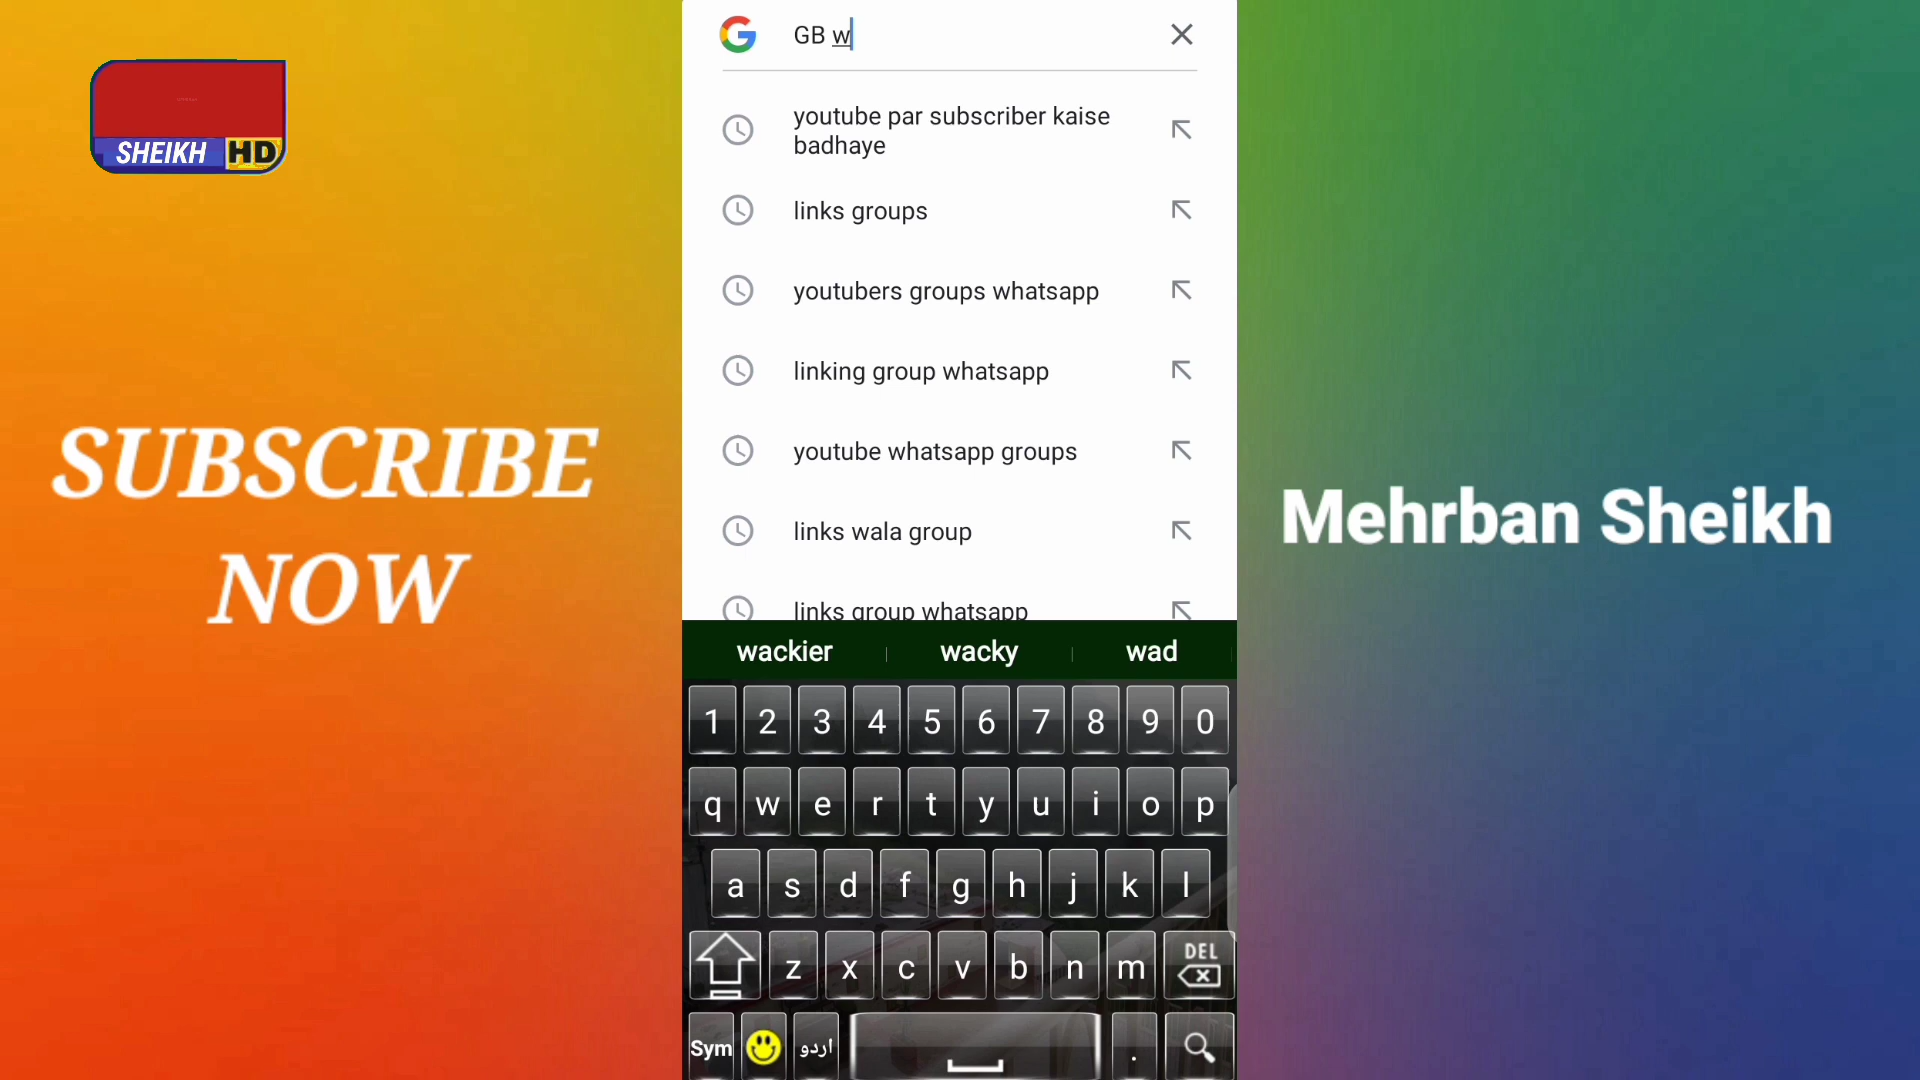 GB w
youtube par subscriber kaise
badhaye
links groups
youtubers groups whatsapp
linking group whatsapp
youtube whatsapp groups
links wala group
links group whatsapp
wackier wacky wad
1 2 3 4 5 6 7 8 9 0
q w e r t y u i o p
a s d f g h j k l
z x c v b n m DEL
Sym اردو .
SHEIKH HD
SUBSCRIBE
NOW
Mehrban Sheikh